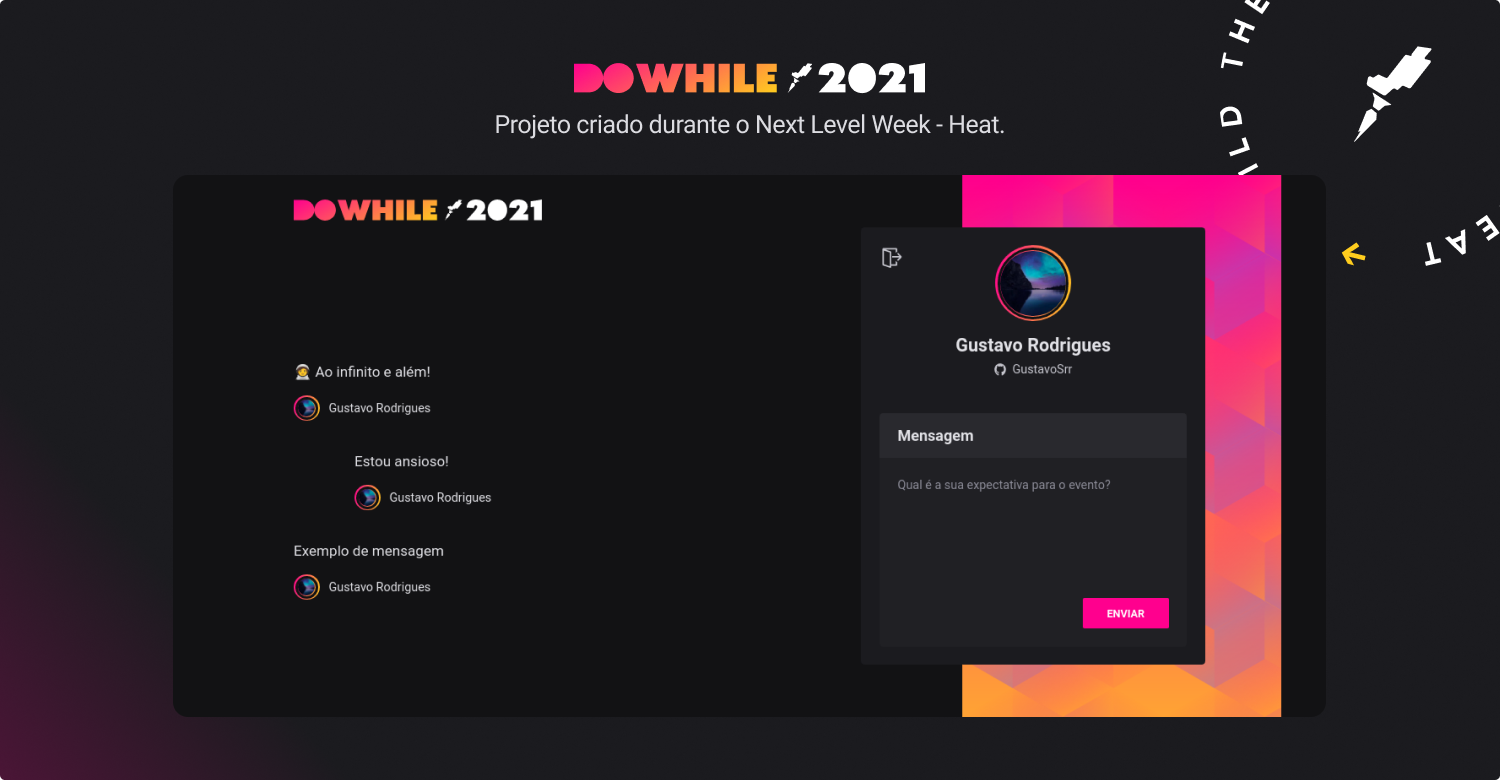 DOWHILE 2021
Projeto criado durante o Next Level Week - Heat.
ILD THE
EAT
DOWHILE 2021
Gustavo Rodrigues
GustavoSrr
👩‍🚀 Ao infinito e além!
Gustavo Rodrigues
Estou ansioso!
Gustavo Rodrigues
Exemplo de mensagem
Gustavo Rodrigues
Mensagem
Qual é a sua expectativa para o evento?
ENVIAR